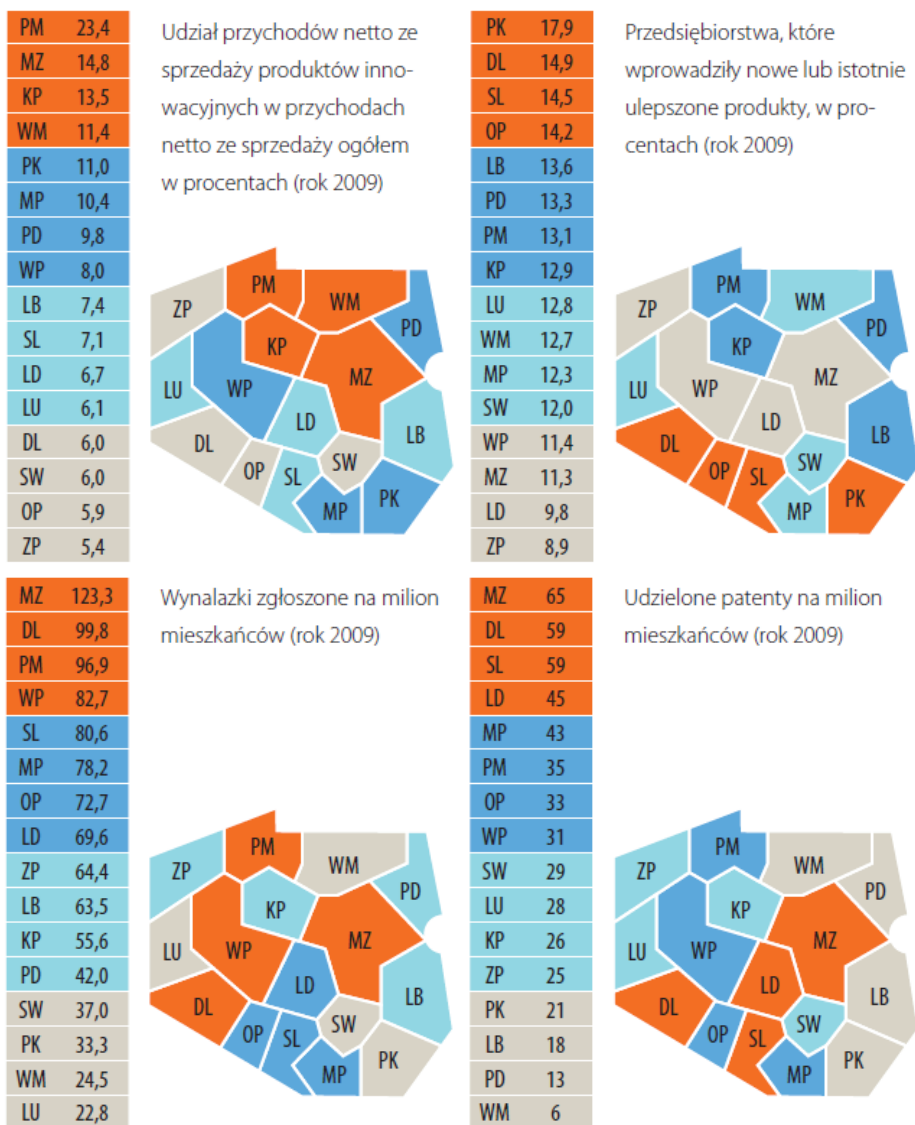 PM 23,4
MZ 14,8
KP 13,5
WM 11,4
PK 11,0
MP 10,4
PD 9,8
WP 8,0
LB 7,4
SL 7,1
LD 6,7
LU 6,1
DL 6,0
SW 6,0
OP 5,9
ZP 5,4
Udział przychodów netto ze
sprzedaży produktów inno-
wacyjnych w przychodach
netto ze sprzedaży ogółem
w procentach (rok 2009)
PM
WM
ZP
PD
KP
MZ
WP
LU
LD
LB
DL
SW
OP
SL
PK
MP
PK 17,9
DL 14,9
SL 14,5
OP 14,2
LB 13,6
PD 13,3
PM 13,1
KP 12,9
LU 12,8
WM 12,7
MP 12,3
SW 12,0
WP 11,4
MZ 11,3
LD 9,8
ZP 8,9
Przedsiębiorstwa, które
wprowadziły nowe lub istotnie
ulepszone produkty, w pro-
centach (rok 2009)
PM
WM
ZP
PD
KP
MZ
WP
LU
LD
LB
DL
SW
OP
SL
PK
MP
MZ 123,3
DL 99,8
PM 96,9
WP 82,7
SL 80,6
MP 78,2
OP 72,7
LD 69,6
ZP 64,4
LB 63,5
KP 55,6
PD 42,0
SW 37,0
PK 33,3
WM 24,5
LU 22,8
Wynalazki zgłoszone na milion
mieszkańców (rok 2009)
PM
WM
ZP
PD
KP
MZ
WP
LU
LD
LB
DL
SW
OP
SL
PK
MP
MZ 65
DL 59
SL 59
LD 45
MP 43
PM 35
OP 33
WP 31
SW 29
LU 28
KP 26
ZP 25
PK 21
LB 18
PD 13
WM 6
Udzielone patenty na milion
mieszkańców (rok 2009)
PM
WM
ZP
PD
KP
MZ
WP
LU
LD
LB
DL
SW
OP
SL
PK
MP